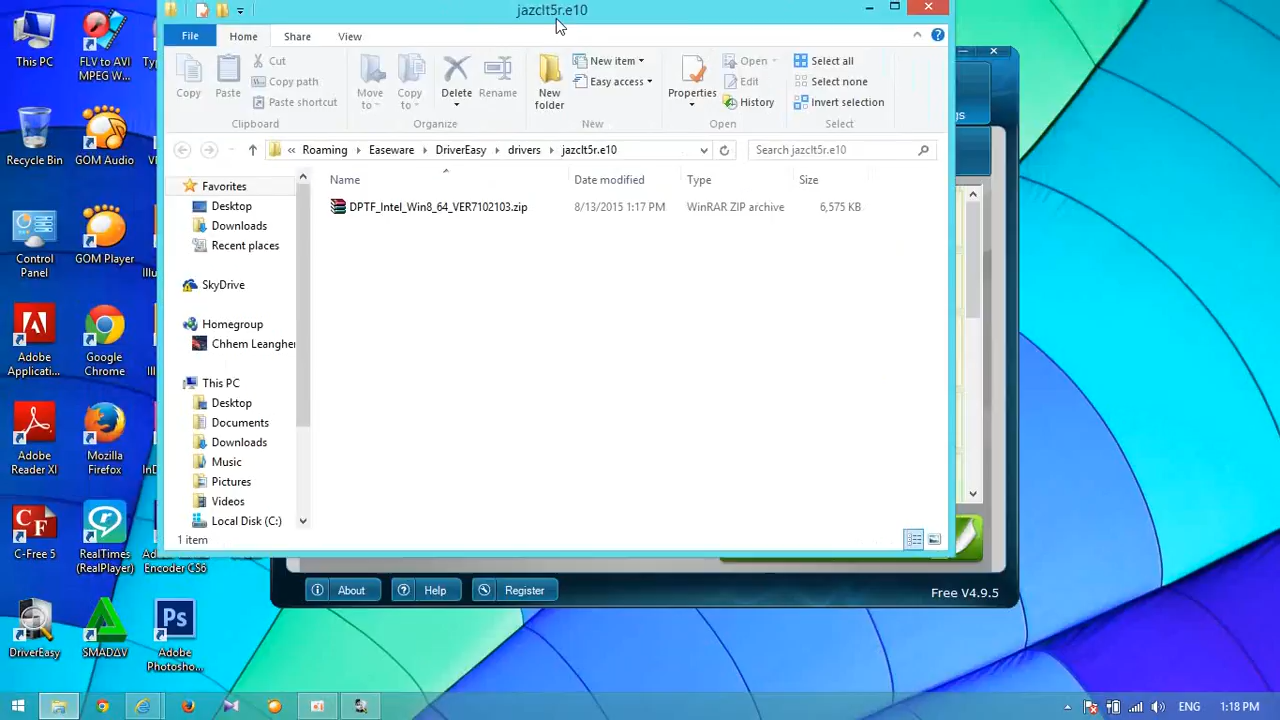 jazclt5r.e10
File Home Share View
Copy Paste Cut Copy path Paste shortcut Clipboard
Move to Copy to Delete Rename Organize
New folder New item Easy access New
Properties Open Edit History Open
Select all Select none Invert selection Select
« Roaming Easeware DriverEasy drivers jazclt5r.e10 Search jazclt5r.e10
Name Date modified Type Size
DPTF_Intel_Win8_64_VER7102103.zip 8/13/2015 1:17 PM WinRAR ZIP archive 6,575 KB
Favorites
Desktop
Downloads
Recent places
SkyDrive
Homegroup
Chhem Leangher
This PC
Desktop
Documents
Downloads
Music
Pictures
Videos
Local Disk (C:)
1 item
gs
About Help Register Free V4.9.5
This PC
FLV to AVI
MPEG W...
Recycle Bin
GOM Audio
Control
Panel
GOM Player
Illu
Adobe
Applicati...
Google
Chrome
Ill
Adobe
Reader XI
Mozilla
Firefox
InD
C-Free 5
RealTimes
(RealPlayer)
Encoder CS6
DriverEasy
SMADΔV
Adobe
Photosho...
ENG 1:18 PM